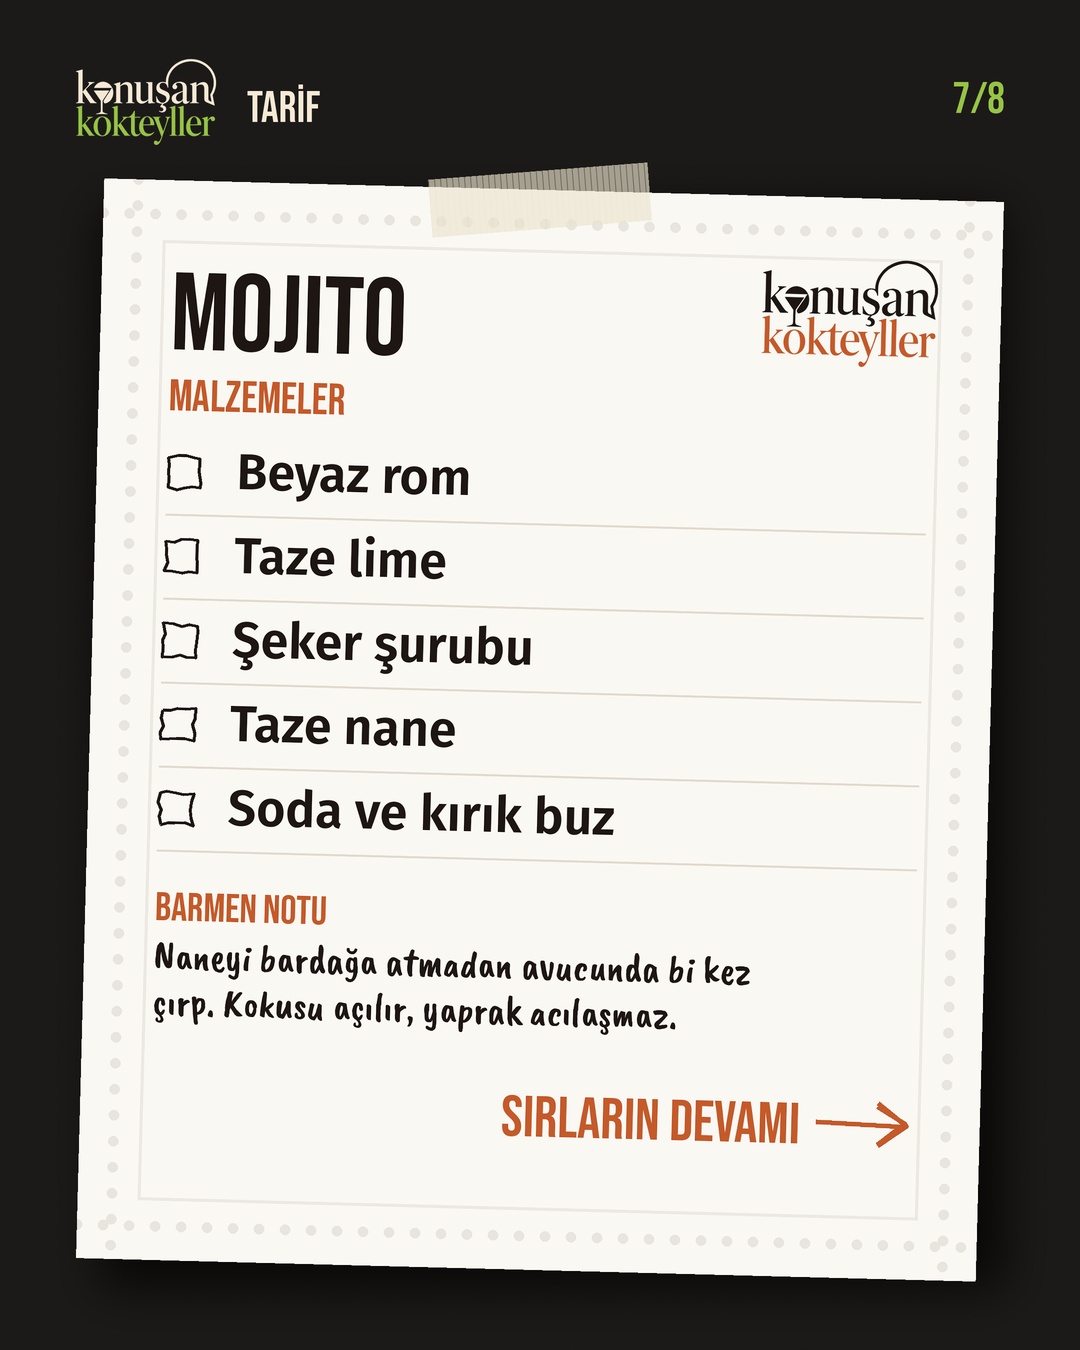 konuşan
kokteyller
TARİF
7/8
MOJITO
konuşan
kokteyller
MALZEMELER
Beyaz rom
Taze lime
Şeker şurubu
Taze nane
Soda ve kırık buz
BARMEN NOTU
Naneyi bardağa atmadan avucunda bi kez
çırp. Kokusu açılır, yaprak acılaşmaz.
SIRLARIN DEVAMI